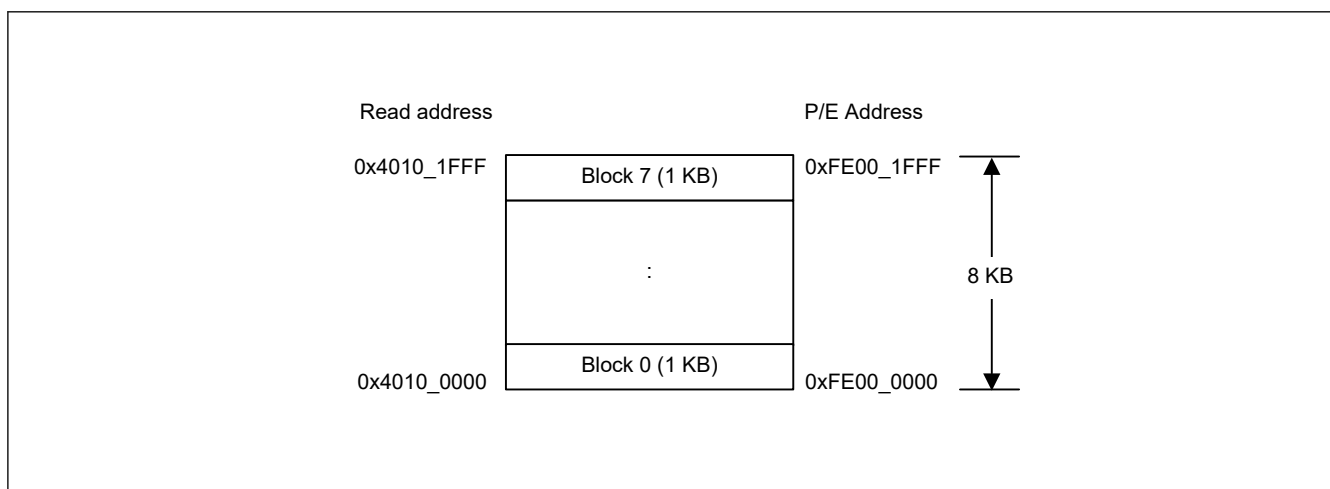 Read address P/E Address
0x4010_1FFF Block 7 (1 KB) 0xFE00_1FFF
: 8 KB
0x4010_0000 Block 0 (1 KB) 0xFE00_0000